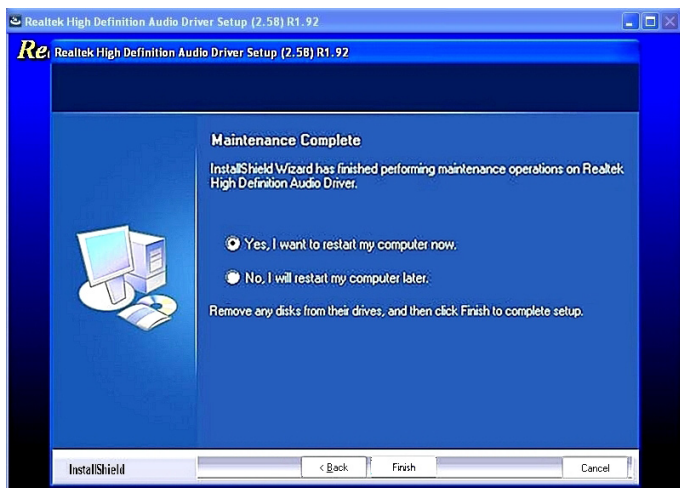 Realtek High Definition Audio Driver Setup (2.58) R1.92
Re
Realtek High Definition Audio Driver Setup (2.58) R1.92
Maintenance Complete
InstallShield Wizard has finished performing maintenance operations on Realtek
High Definition Audio Driver.
Yes, I want to restart my computer now.
No, I will restart my computer later.
Remove any disks from their drives, and then click Finish to complete setup.
InstallShield
< Back
Finish
Cancel